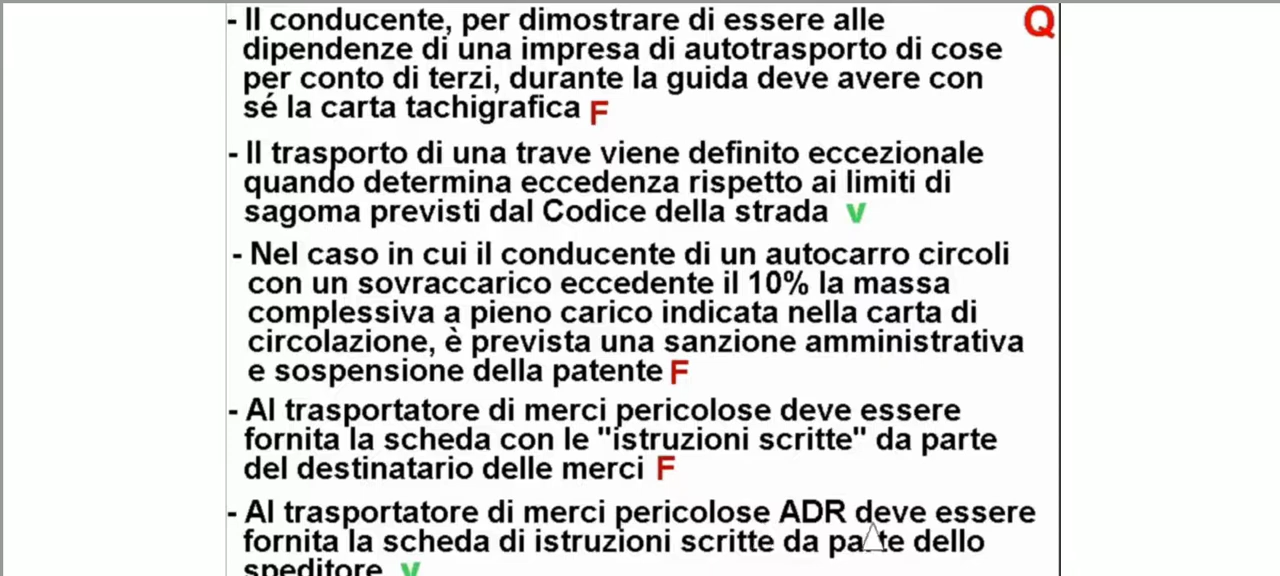 - Il conducente, per dimostrare di essere alle Q
dipendenze di una impresa di autotrasporto di cose
per conto di terzi, durante la guida deve avere con
sé la carta tachigrafica F
- Il trasporto di una trave viene definito eccezionale
quando determina eccedenza rispetto ai limiti di
sagoma previsti dal Codice della strada V
- Nel caso in cui il conducente di un autocarro circoli
con un sovraccarico eccedente il 10% la massa
complessiva a pieno carico indicata nella carta di
circolazione, è prevista una sanzione amministrativa
e sospensione della patente F
- Al trasportatore di merci pericolose deve essere
fornita la scheda con le "istruzioni scritte" da parte
del destinatario delle merci F
- Al trasportatore di merci pericolose ADR deve essere
fornita la scheda di istruzioni scritte da parte dello
speditore V